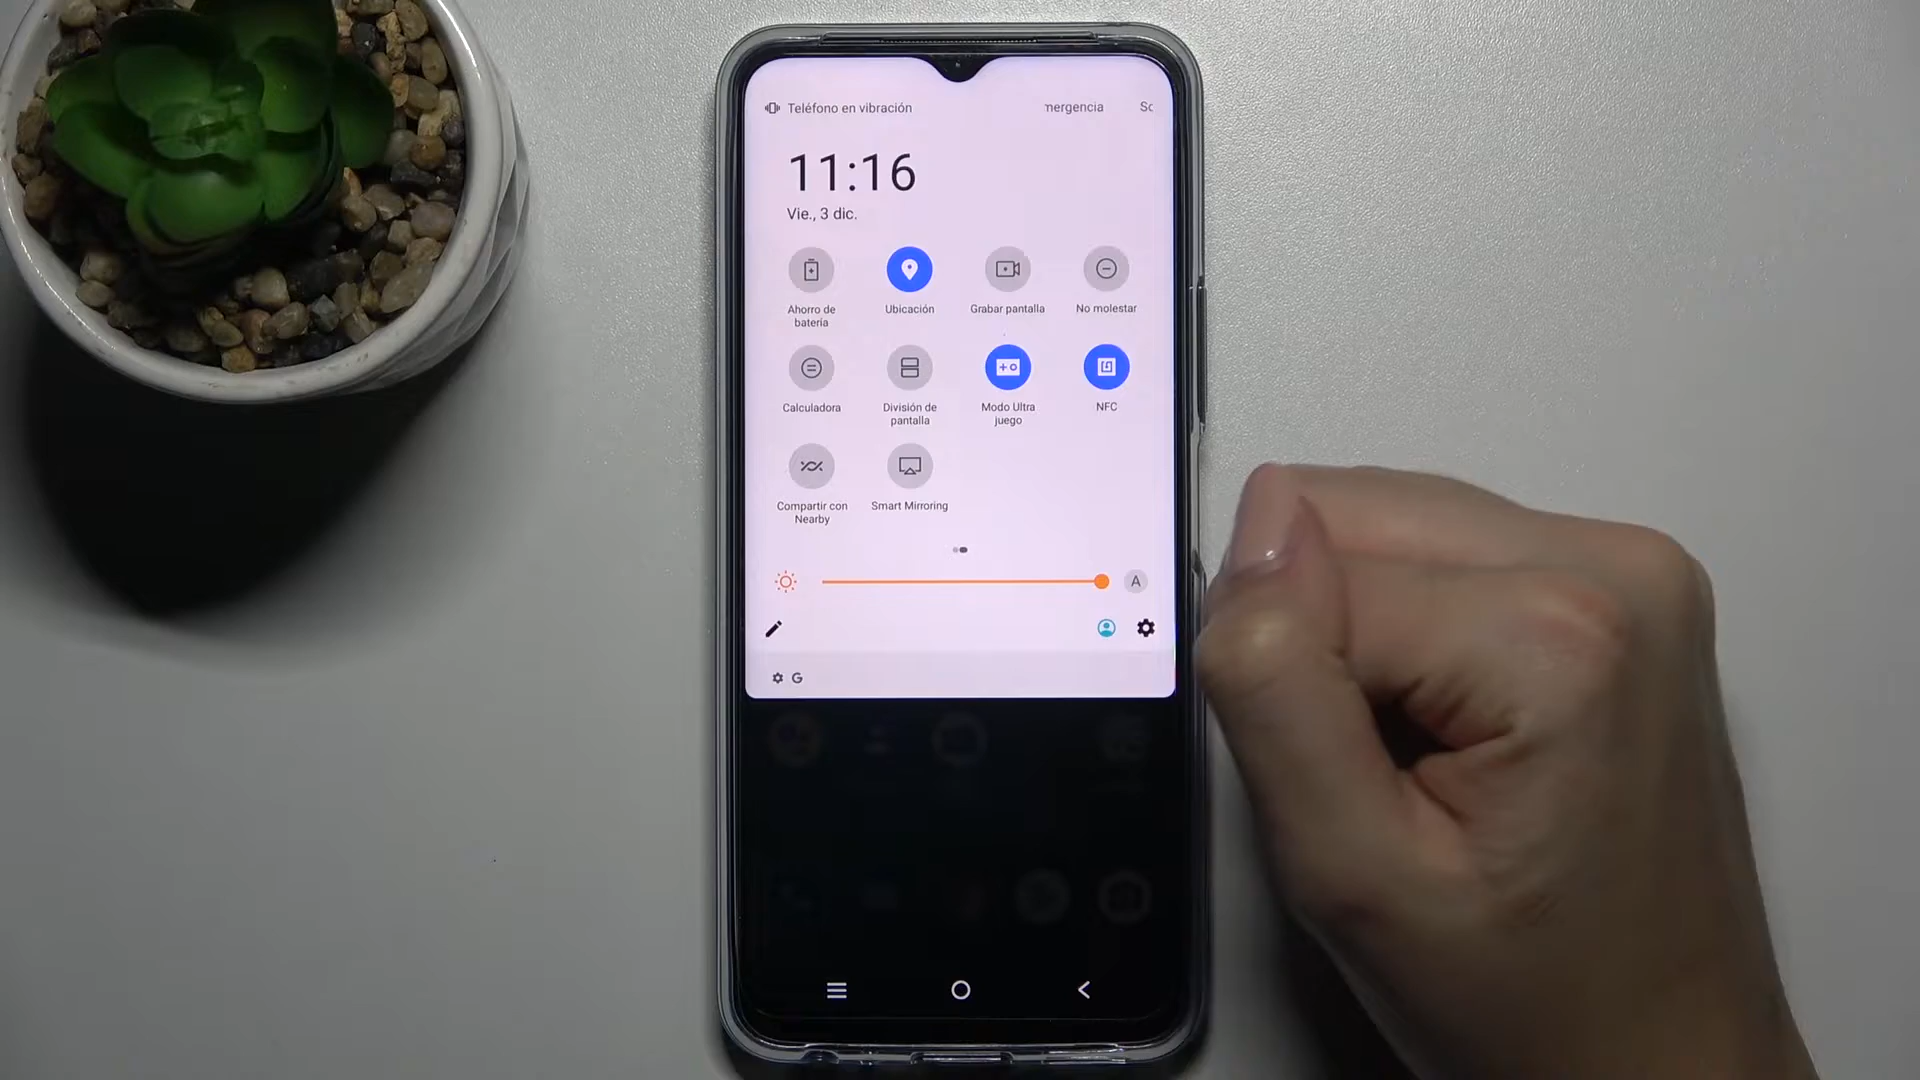 Teléfono en vibración
mergencia Sc
11:16
Vie., 3 dic.
Ahorro de
batería
Ubicación
Grabar pantalla
No molestar
Calculadora
División de
pantalla
Modo Ultra
juego
NFC
Compartir con
Nearby
Smart Mirroring
A
G